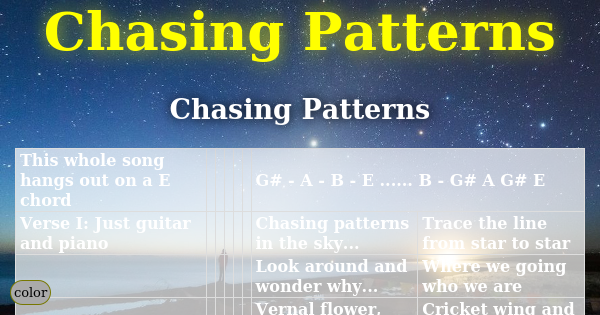 Chasing Patterns
Chasing Patterns
This whole song
hangs out on a E
chord
G# - A - B - E ...... B - G# A G# E
Verse I: Just guitar
and piano
Chasing patterns
in the sky...
Trace the line
from star to star
Look around and
wonder why...
Where we going
who we are
Vernal flower,
Cricket wing and
color